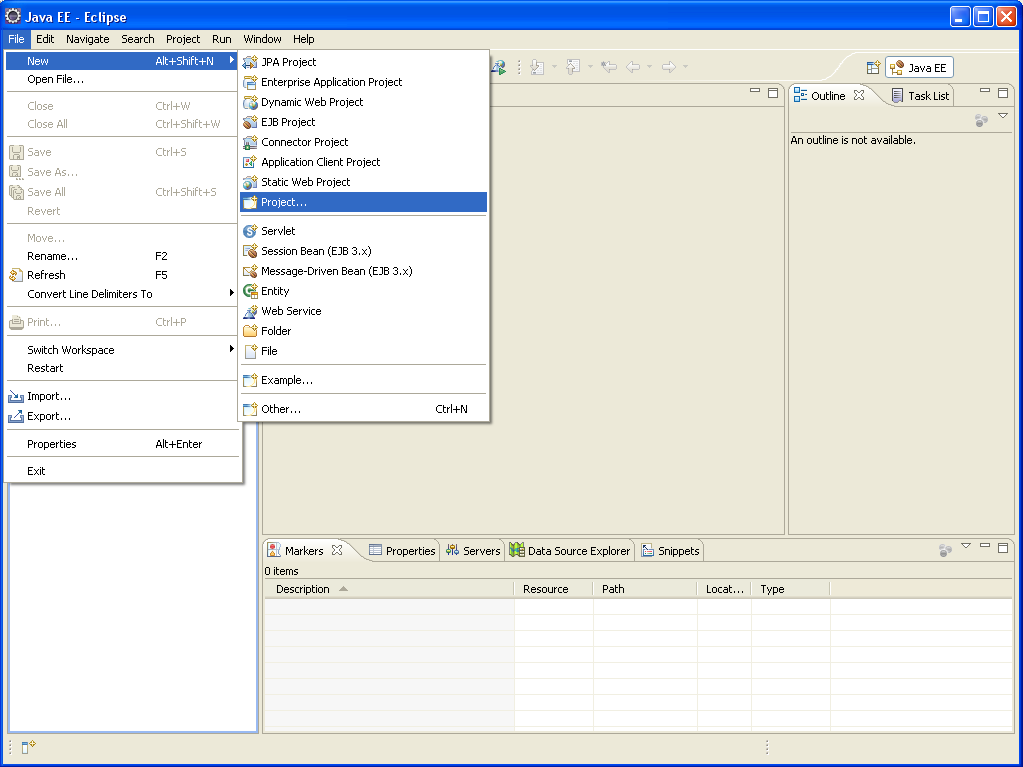 Java EE - Eclipse
File Edit Navigate Search Project Run Window Help
New Alt+Shift+N
Open File...
Close Ctrl+W
Close All Ctrl+Shift+W
Save Ctrl+S
Save As...
Save All Ctrl+Shift+S
Revert
Move...
Rename... F2
Refresh F5
Convert Line Delimiters To
Print... Ctrl+P
Switch Workspace
Restart
Import...
Export...
Properties Alt+Enter
Exit
JPA Project
Enterprise Application Project
Dynamic Web Project
EJB Project
Connector Project
Application Client Project
Static Web Project
Project...
Servlet
Session Bean (EJB 3.x)
Message-Driven Bean (EJB 3.x)
Entity
Web Service
Folder
File
Example...
Other... Ctrl+N
Java EE
Outline Task List
An outline is not available.
Markers Properties Servers Data Source Explorer Snippets
0 items
Description Resource Path Locat... Type